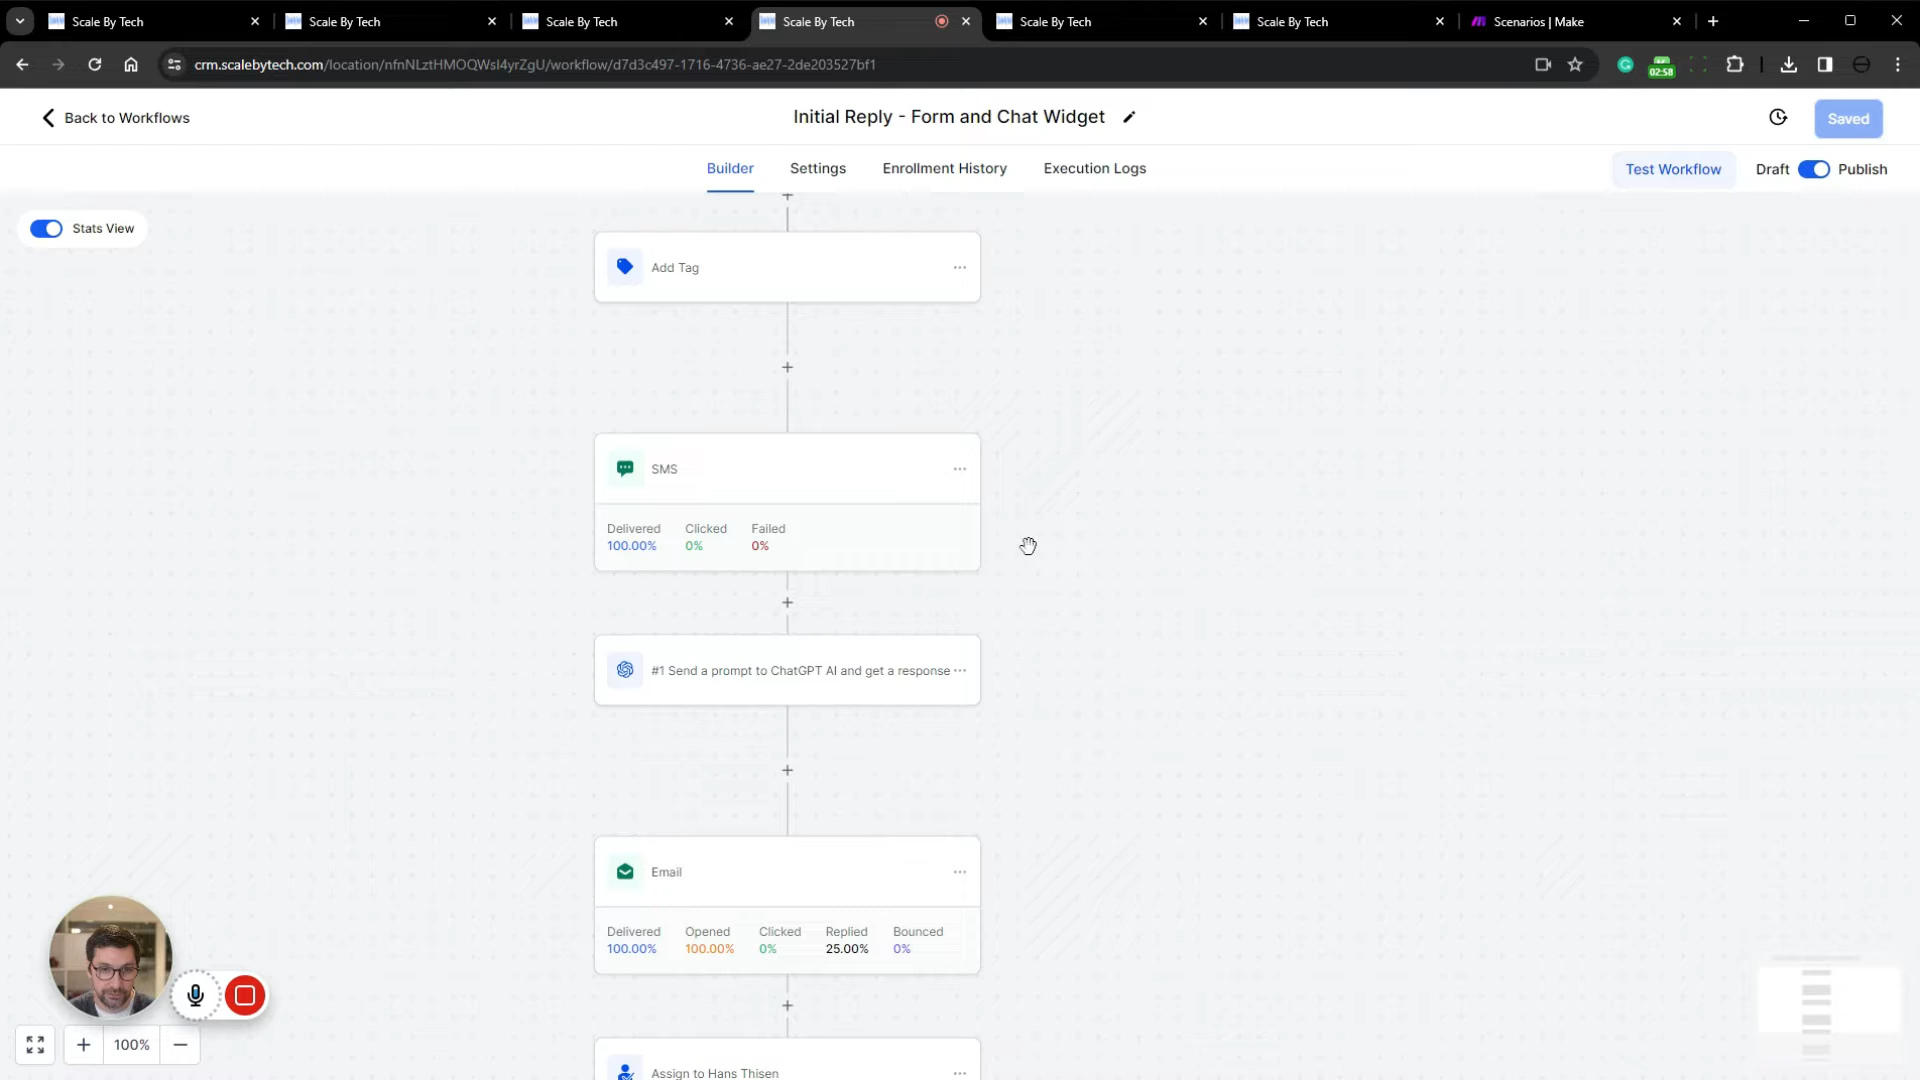 Scale By Tech
Scale By Tech
Scale By Tech
Scale By Tech
Scale By Tech
Scale By Tech
Scenarios | Make
crm.scalebytech.com/location/nfnNLztHMOQWsI4yrZgU/workflow/d7d3c497-1716-4736-ae27-2de203527bf1
02:58
Back to Workflows
Initial Reply - Form and Chat Widget
Saved
Builder
Settings
Enrollment History
Execution Logs
Test Workflow
Draft
Publish
Stats View
Add Tag
SMS
Delivered Clicked Failed
100.00% 0% 0%
#1 Send a prompt to ChatGPT AI and get a response
Email
Delivered Opened Clicked Replied Bounced
100.00% 100.00% 0% 25.00% 0%
Assign to Hans Thisen
100%